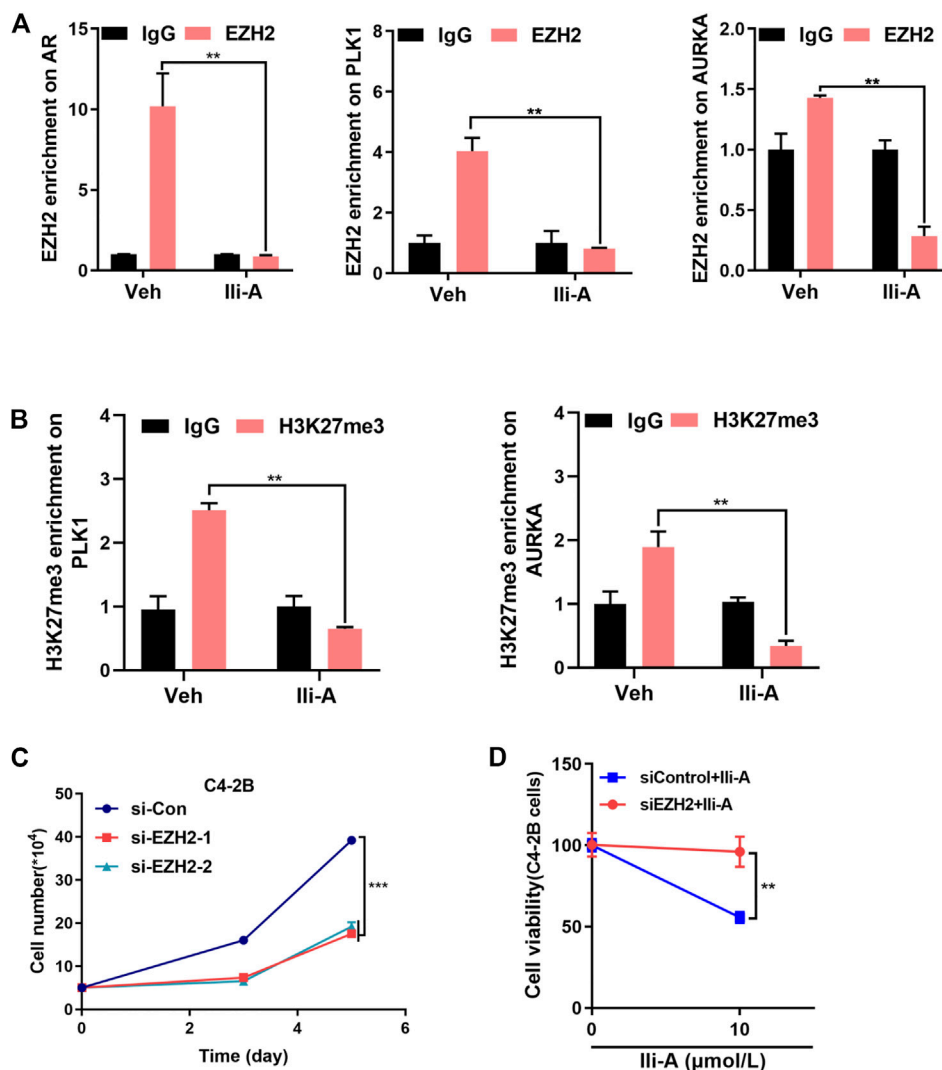 A
IgG EZH2
EZH2 enrichment on AR
15
10
5
0
**
Veh Ili-A
IgG EZH2
EZH2 enrichment on PLK1
8
6
4
2
0
**
Veh Ili-A
IgG EZH2
EZH2 enrichment on AURKA
2.0
1.5
1.0
0.5
0.0
**
Veh Ili-A
B
IgG H3K27me3
H3K27me3 enrichment on
PLK1
4
3
2
1
0
**
Veh Ili-A
IgG H3K27me3
H3K27me3 enrichment on
AURKA
4
3
2
1
0
**
Veh Ili-A
C
C4-2B
si-Con
si-EZH2-1
si-EZH2-2
Cell number(*10⁴)
50
40
30
20
10
0
***
0 2 4 6
Time (day)
D
siControl+Ili-A
siEZH2+Ili-A
Cell viability(C4-2B cells)
150
100
50
0
**
0 10
Ili-A (μmol/L)